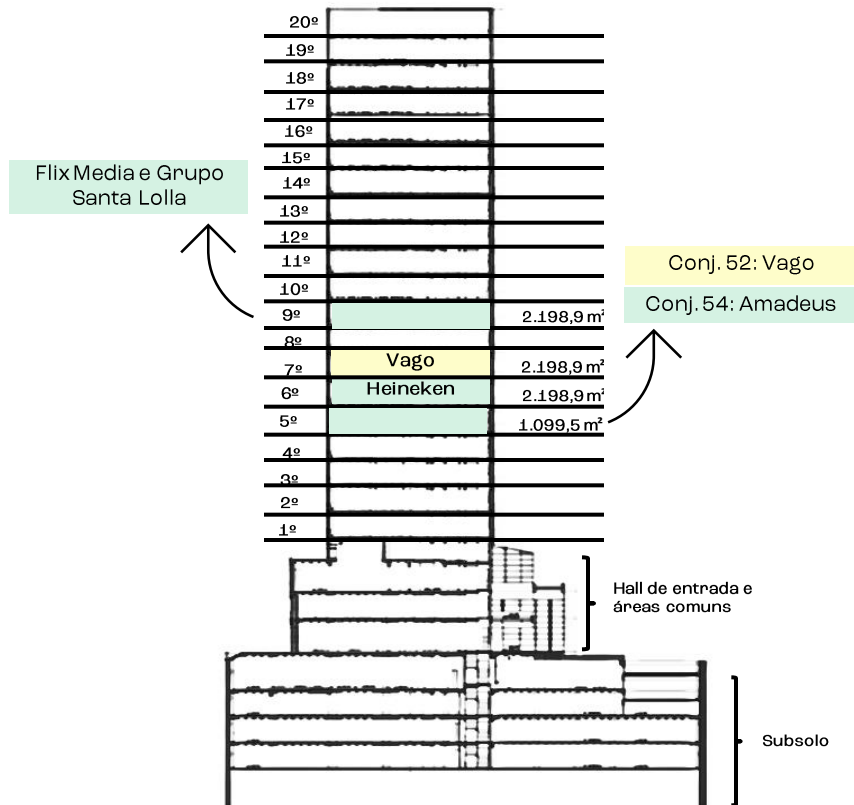 20º
19º
18º
17º
16º
15º
Flix Media e Grupo
Santa Lolla
14º
13º
12º
11º
Conj. 52: Vago
10º
Conj. 54: Amadeus
9º
2.198,9 m²
8º
Vago
7º
2.198,9 m²
Heineken
6º
2.198,9 m²
5º
1.099,5 m²
4º
3º
2º
1º
Hall de entrada e
áreas comuns
Subsolo